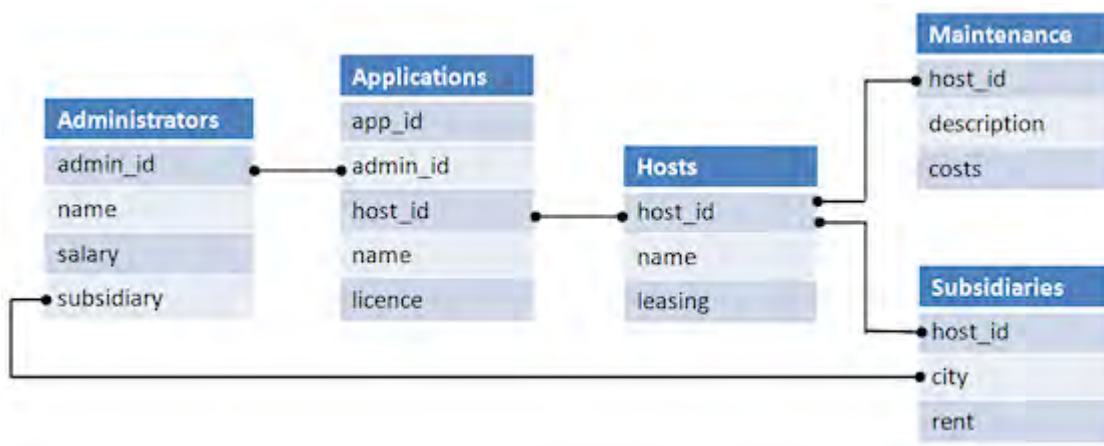 Administrators
admin_id
name
salary
subsidiary
Applications
app_id
admin_id
host_id
name
licence
Hosts
host_id
name
leasing
Maintenance
host_id
description
costs
Subsidiaries
host_id
city
rent